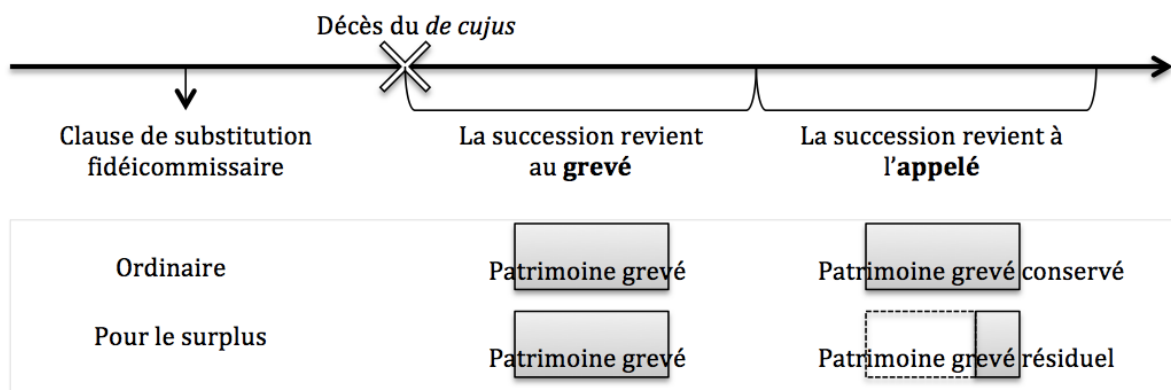 Décès du de cujus
Clause de substitution
fidéicommissaire
La succession revient
au grevé
La succession revient à
l'appelé
Ordinaire
Patrimoine grevé
Patrimoine grevé conservé
Pour le surplus
Patrimoine grevé
Patrimoine grevé résiduel